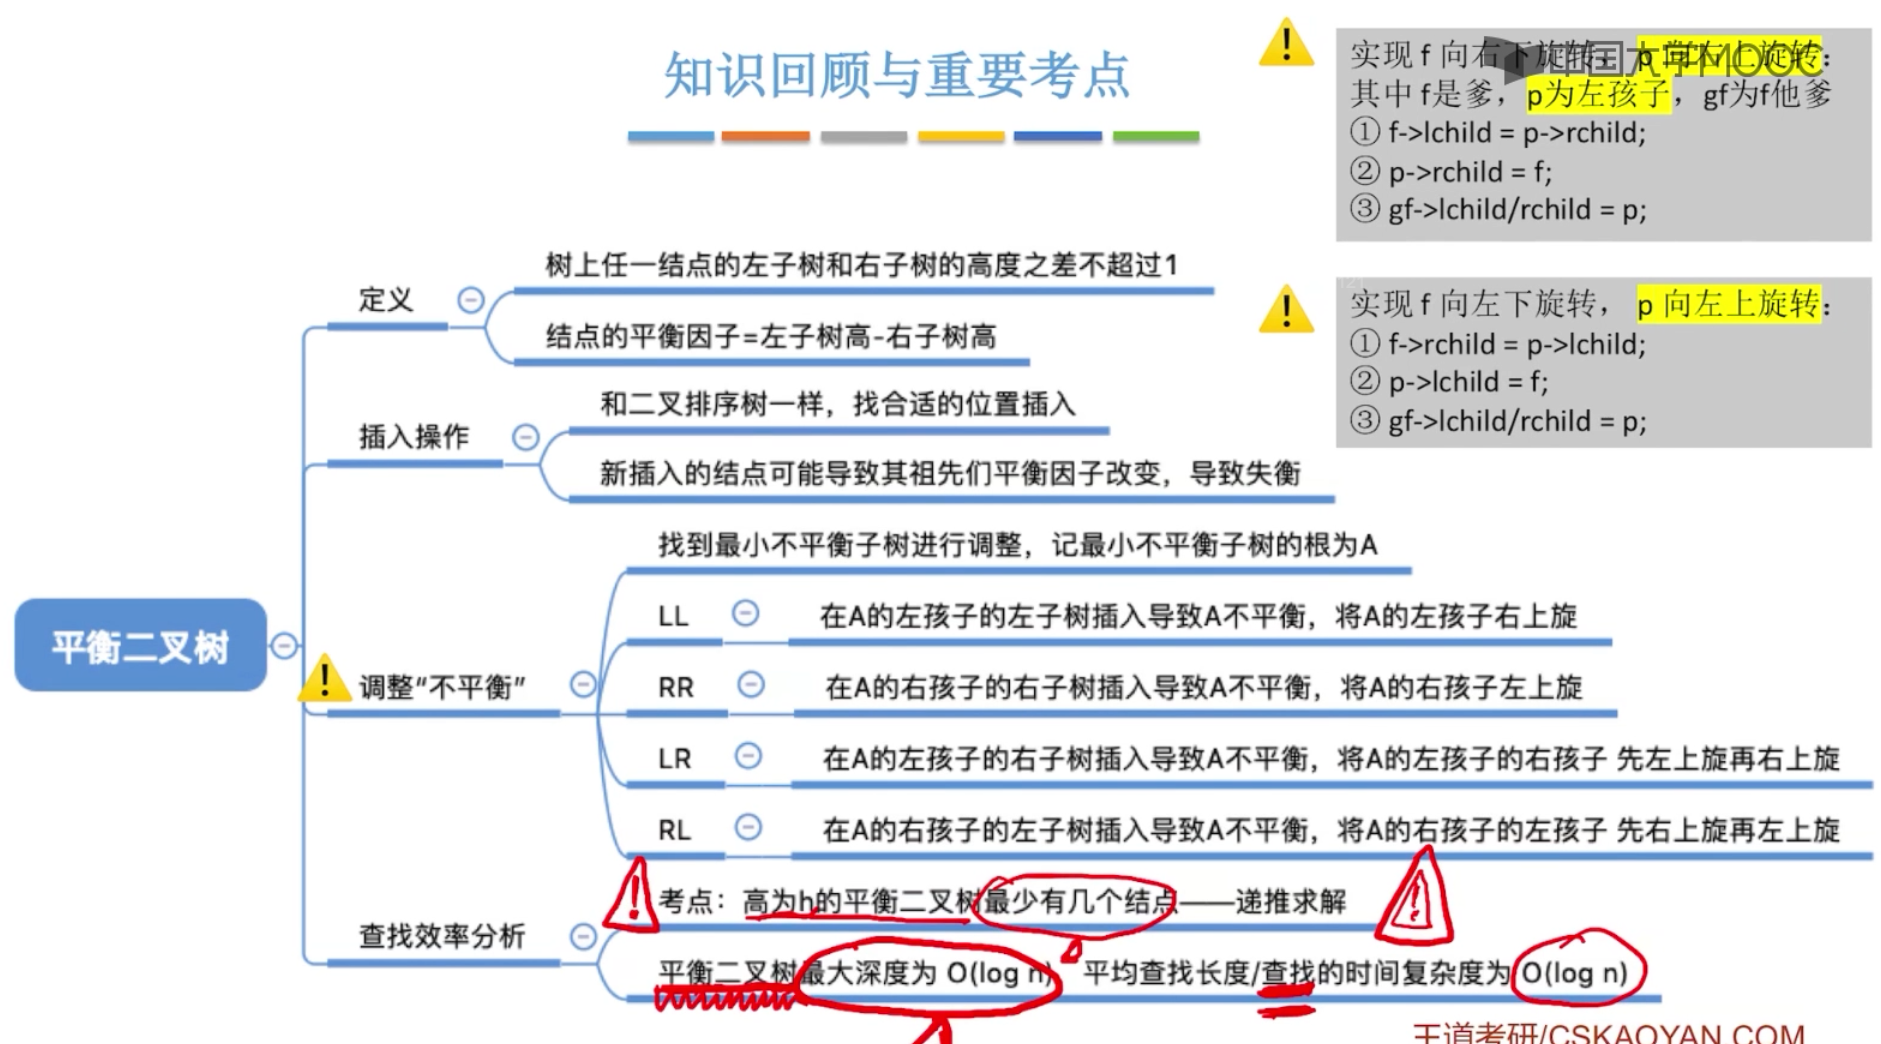 知识回顾与重要考点
中国大学MOOC
实现 f 向右下旋转，p 向右上旋转：
其中 f是爹，p为左孩子，gf为f他爹
① f->lchild = p->rchild;
② p->rchild = f;
③ gf->lchild/rchild = p;
实现 f 向左下旋转，p 向左上旋转：
① f->rchild = p->lchild;
② p->lchild = f;
③ gf->lchild/rchild = p;
平衡二叉树
定义
树上任一结点的左子树和右子树的高度之差不超过1
结点的平衡因子=左子树高-右子树高
插入操作
和二叉排序树一样，找合适的位置插入
新插入的结点可能导致其祖先们平衡因子改变，导致失衡
调整“不平衡”
找到最小不平衡子树进行调整，记最小不平衡子树的根为A
LL 在A的左孩子的左子树插入导致A不平衡，将A的左孩子右上旋
RR 在A的右孩子的右子树插入导致A不平衡，将A的右孩子左上旋
LR 在A的左孩子的右子树插入导致A不平衡，将A的左孩子的右孩子 先左上旋再右上旋
RL 在A的右孩子的左子树插入导致A不平衡，将A的右孩子的左孩子 先右上旋再左上旋
查找效率分析
考点：高为h的平衡二叉树最少有几个结点——递推求解
平衡二叉树最大深度为 O(log n) 平均查找长度/查找的时间复杂度为 O(log n)
王道考研/CSKAOYAN.COM